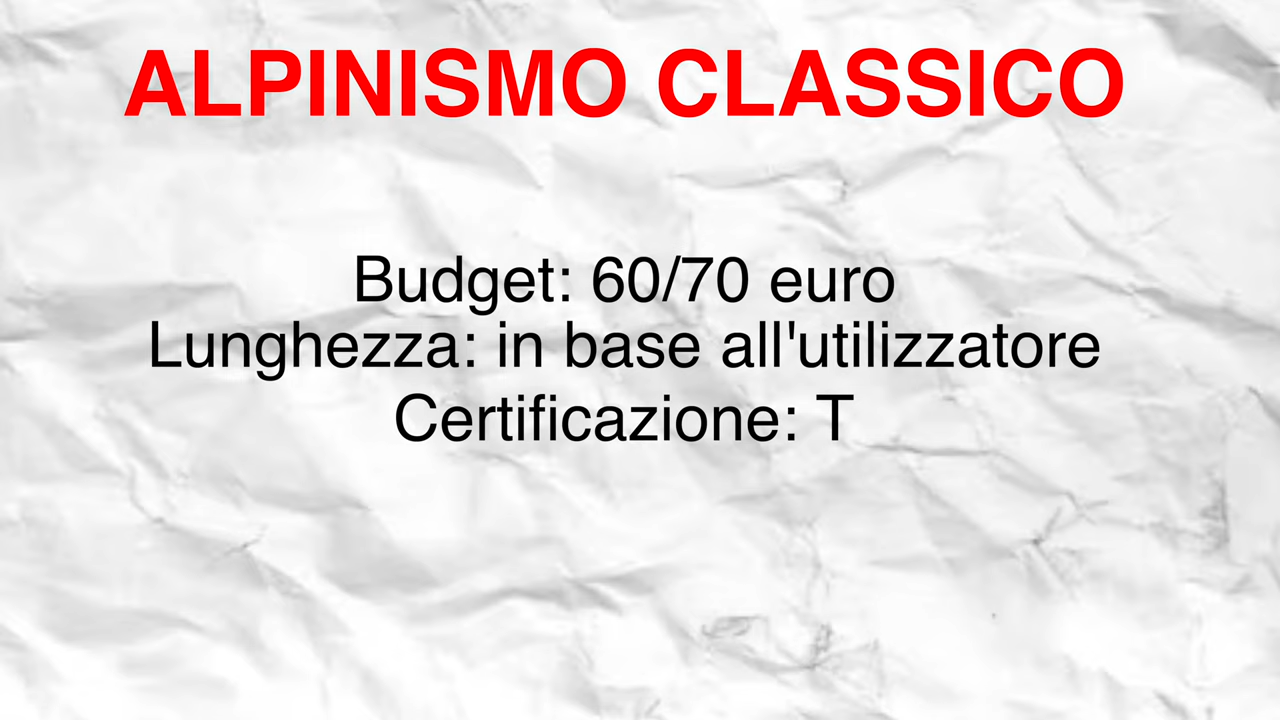 ALPINISMO CLASSICO
Budget: 60/70 euro
Lunghezza: in base all'utilizzatore
Certificazione: T